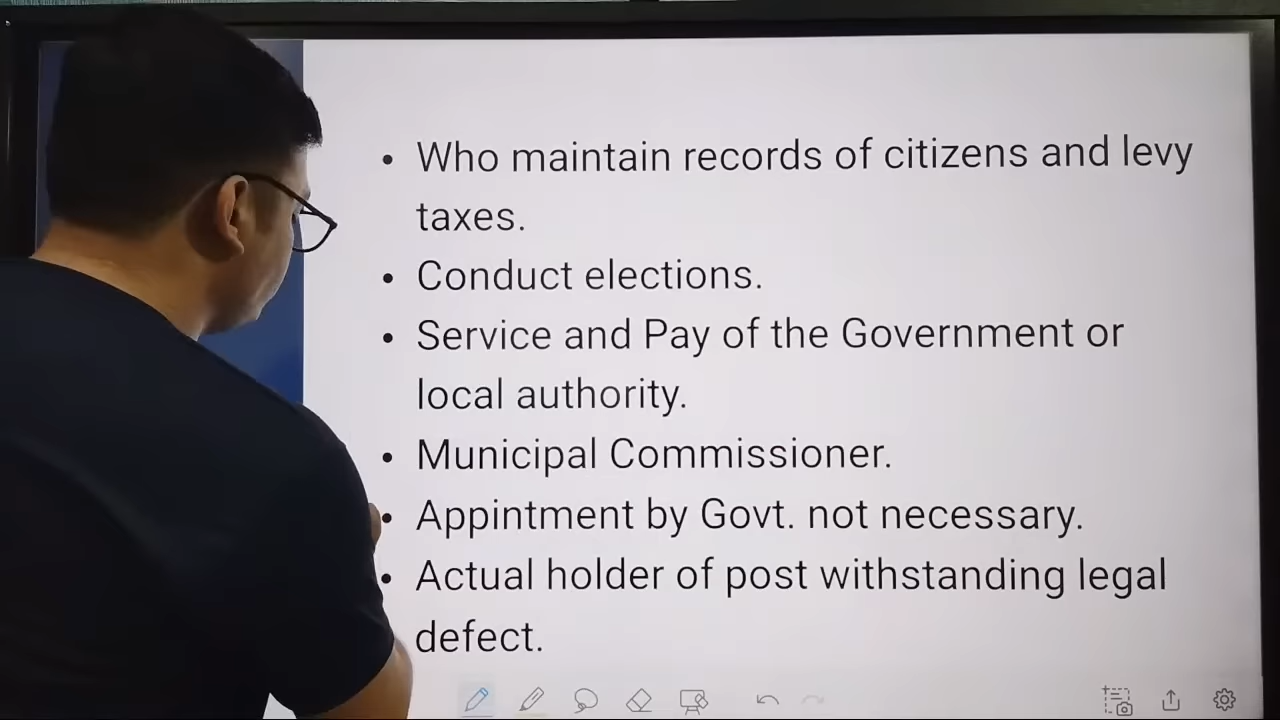 • Who maintain records of citizens and levy
taxes.
• Conduct elections.
• Service and Pay of the Government or
local authority.
• Municipal Commissioner.
• Appintment by Govt. not necessary.
• Actual holder of post withstanding legal
defect.